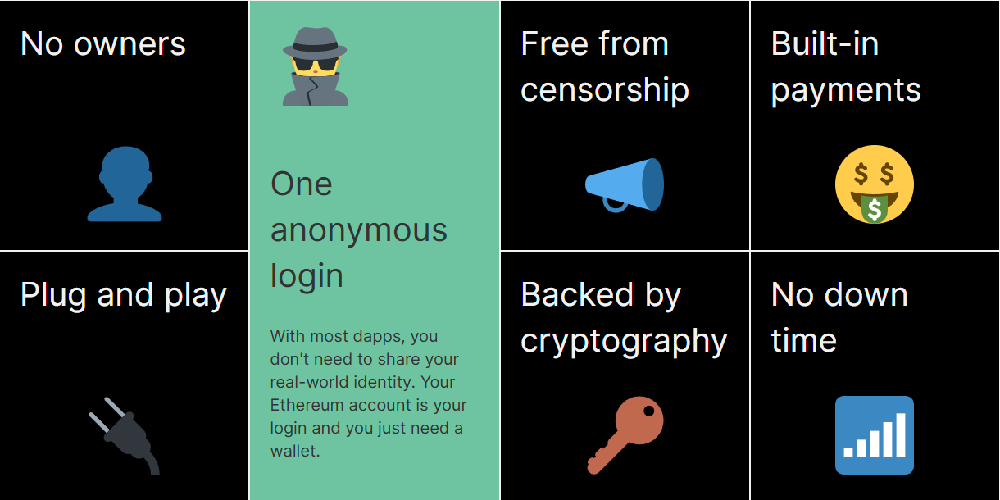 No owners
One
anonymous
login
With most dapps, you
don't need to share your
real-world identity. Your
Ethereum account is your
login and you just need a
wallet.
Free from
censorship
Built-in
payments
$ $
$
Plug and play
Backed by
cryptography
No down
time